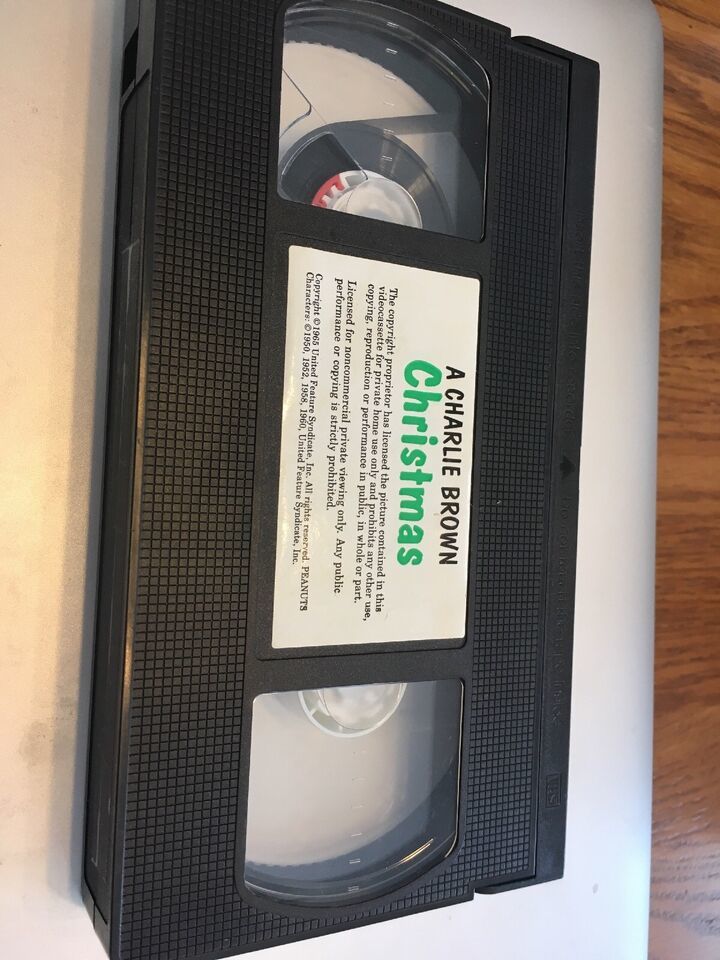 A CHARLIE BROWN
Christmas
The copyright proprietor has licensed the picture contained in this
videocassette for private home use only and prohibits any other use,
copying, reproduction or performance in public, in whole or part.
Licensed for noncommercial private viewing only. Any public
performance or copying is strictly prohibited.
Copyright ©1965 United Feature Syndicate, Inc. All rights reserved. PEANUTS
Characters: ©1950, 1952, 1958, 1960, United Feature Syndicate, Inc.
VHS